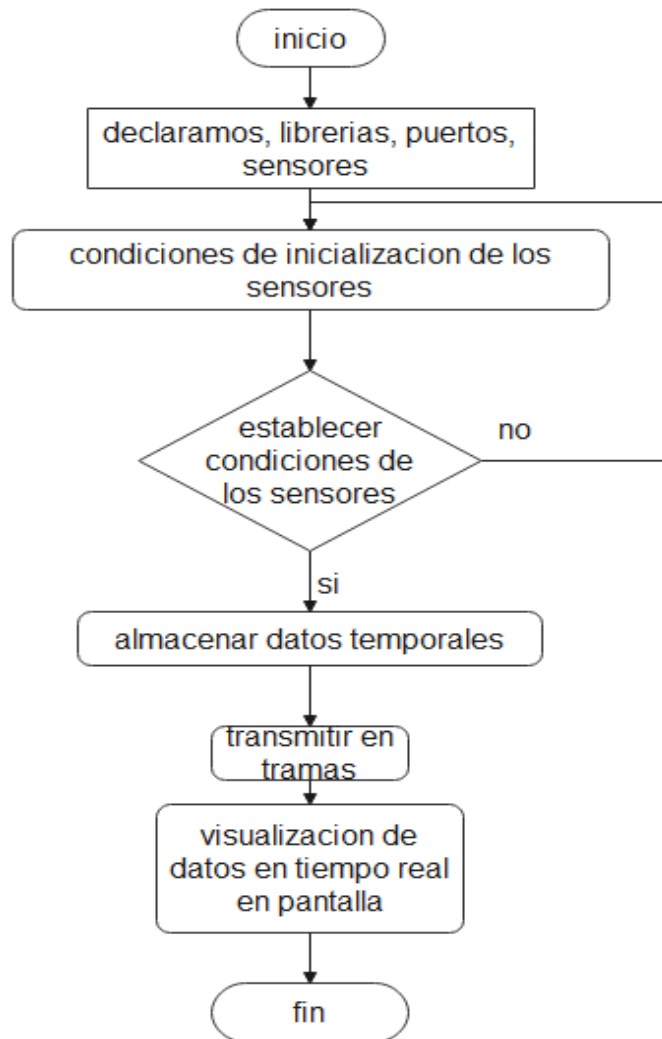 inicio
declaramos, librerias, puertos,
sensores
condiciones de inicializacion de los
sensores
establecer
condiciones de
los sensores
no
si
almacenar datos temporales
transmitir en
tramas
visualizacion de
datos en tiempo real
en pantalla
fin